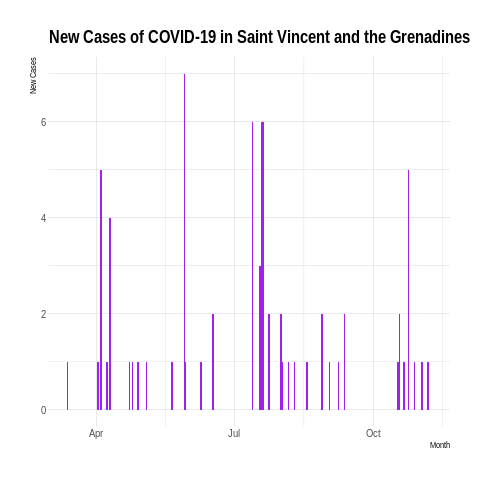 New Cases of COVID-19 in Saint Vincent and the Grenadines
New Cases
6
4
2
0
Apr Jul Oct
Month